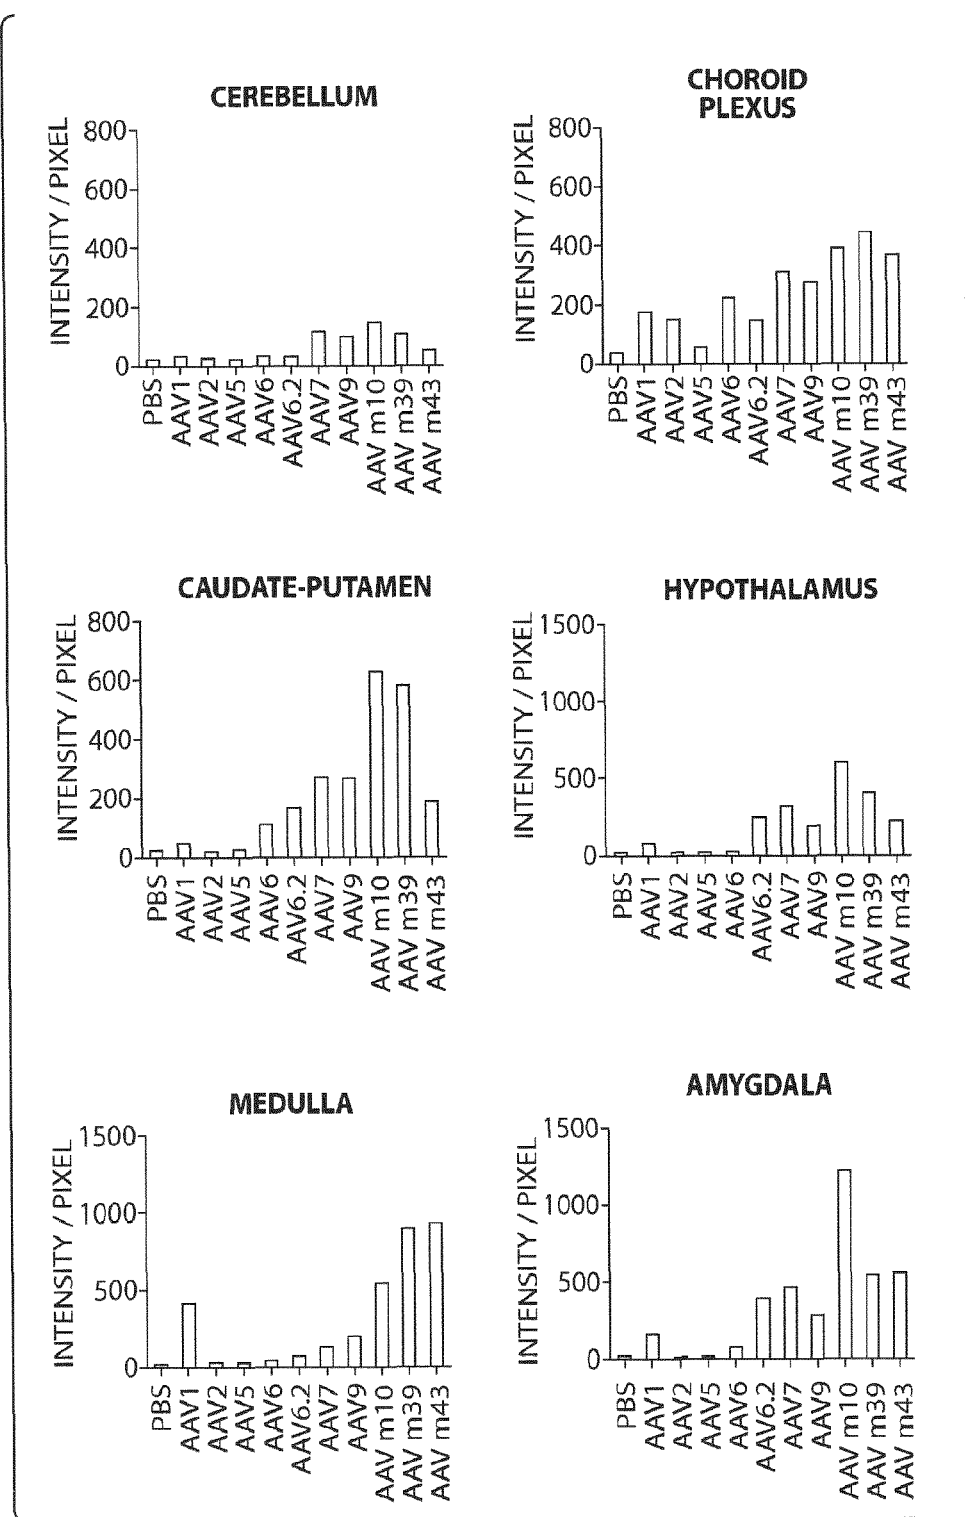 CEREBELLUM
INTENSITY / PIXEL
800
600
400
200
0
PBS
AAV1
AAV2
AAV5
AAV6
AAV6.2
AAV7
AAV9
AAV m10
AAV m39
AAV m43
CHOROID
PLEXUS
INTENSITY / PIXEL
800
600
400
200
0
PBS
AAV1
AAV2
AAV5
AAV6
AAV6.2
AAV7
AAV9
AAV m10
AAV m39
AAV m43
CAUDATE-PUTAMEN
INTENSITY / PIXEL
800
600
400
200
0
PBS
AAV1
AAV2
AAV5
AAV6
AAV6.2
AAV7
AAV9
AAV m10
AAV m39
AAV m43
HYPOTHALAMUS
INTENSITY / PIXEL
1500
1000
500
0
PBS
AAV1
AAV2
AAV5
AAV6
AAV6.2
AAV7
AAV9
AAV m10
AAV m39
AAV m43
MEDULLA
INTENSITY / PIXEL
1500
1000
500
0
PBS
AAV1
AAV2
AAV5
AAV6
AAV6.2
AAV7
AAV9
AAV m10
AAV m39
AAV m43
AMYGDALA
INTENSITY / PIXEL
1500
1000
500
0
PBS
AAV1
AAV2
AAV5
AAV6
AAV6.2
AAV7
AAV9
AAV m10
AAV m39
AAV m43